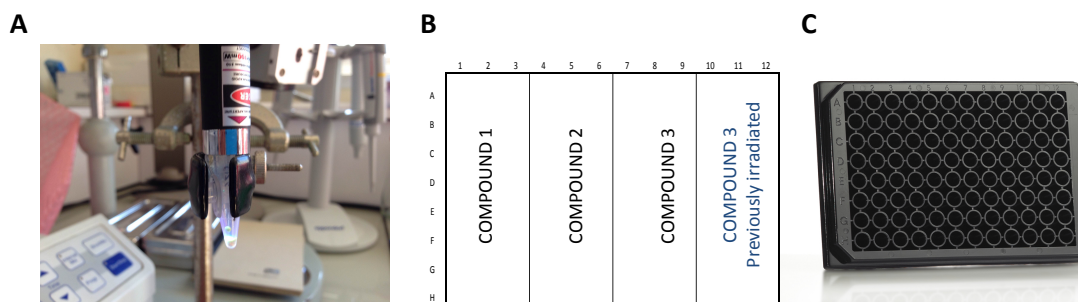 A
B
C
1 2 3 4 5 6 7 8 9 10 11 12
A
B
C
D
E
F
G
H
COMPOUND 1
COMPOUND 2
COMPOUND 3
COMPOUND 3
Previously irradiated